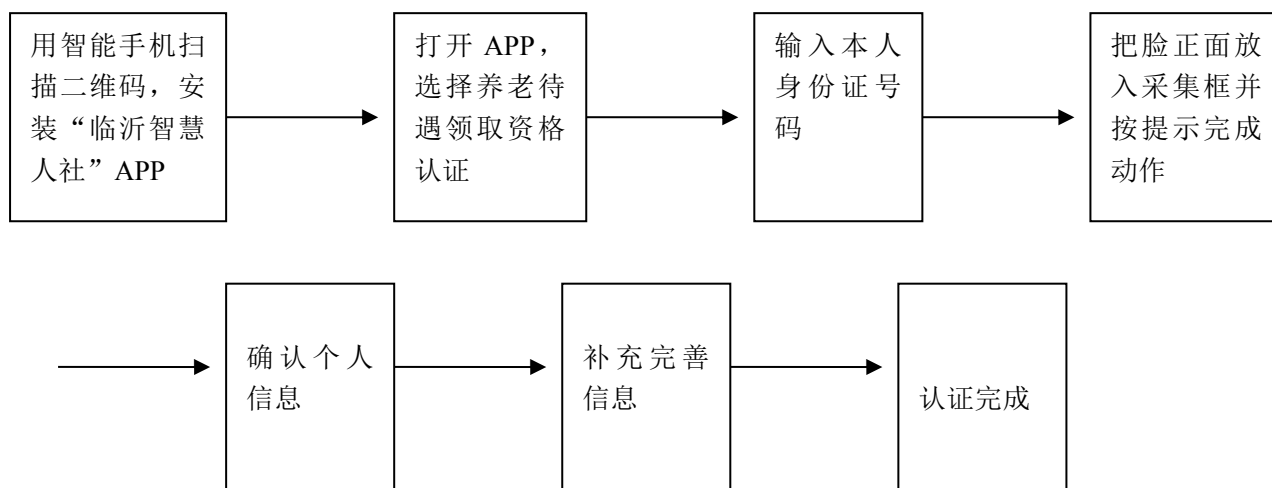 用智能手机扫
描二维码，安
装“临沂智慧
人社”APP
打开 APP，
选择养老待
遇领取资格
认证
输入本人
身份证号
码
把脸正面放
入采集框并
按提示完成
动作
确认个人
信息
补充完善
信息
认证完成